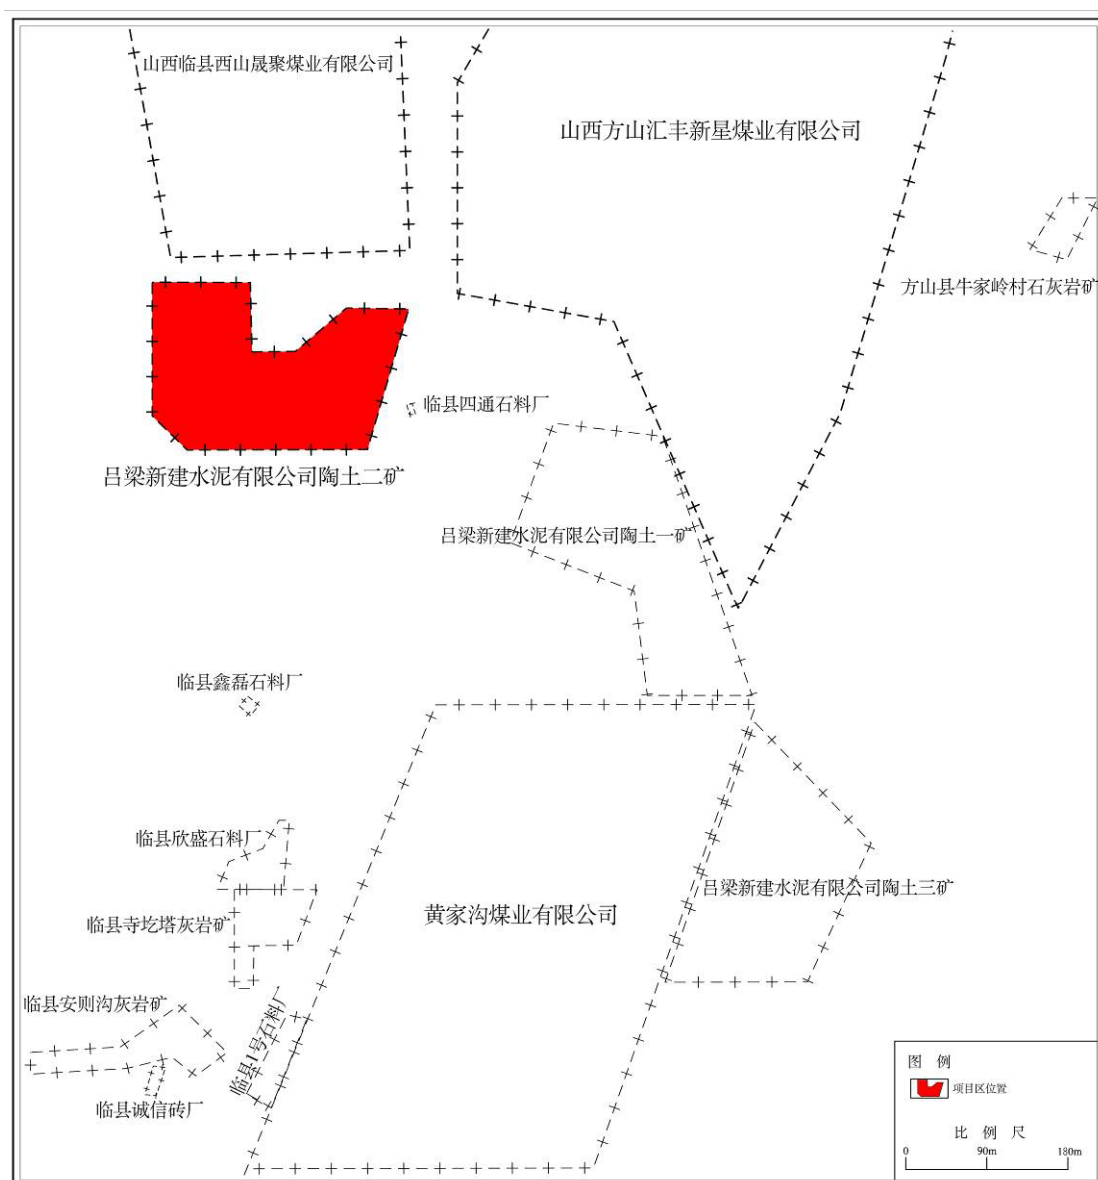 山西临县西山晟聚煤业有限公司
山西方山汇丰新星煤业有限公司
方山县牛家岭村石灰岩矿
临县四通石料厂
吕梁新建水泥有限公司陶土二矿
吕梁新建水泥有限公司陶土一矿
临县鑫磊石料厂
临县欣盛石料厂
吕梁新建水泥有限公司陶土三矿
黄家沟煤业有限公司
临县寺圪塔灰岩矿
临县安则沟灰岩矿
临县1号石料厂
临县诚信砖厂
图 例
项目区位置
比 例 尺
0 90m 180m